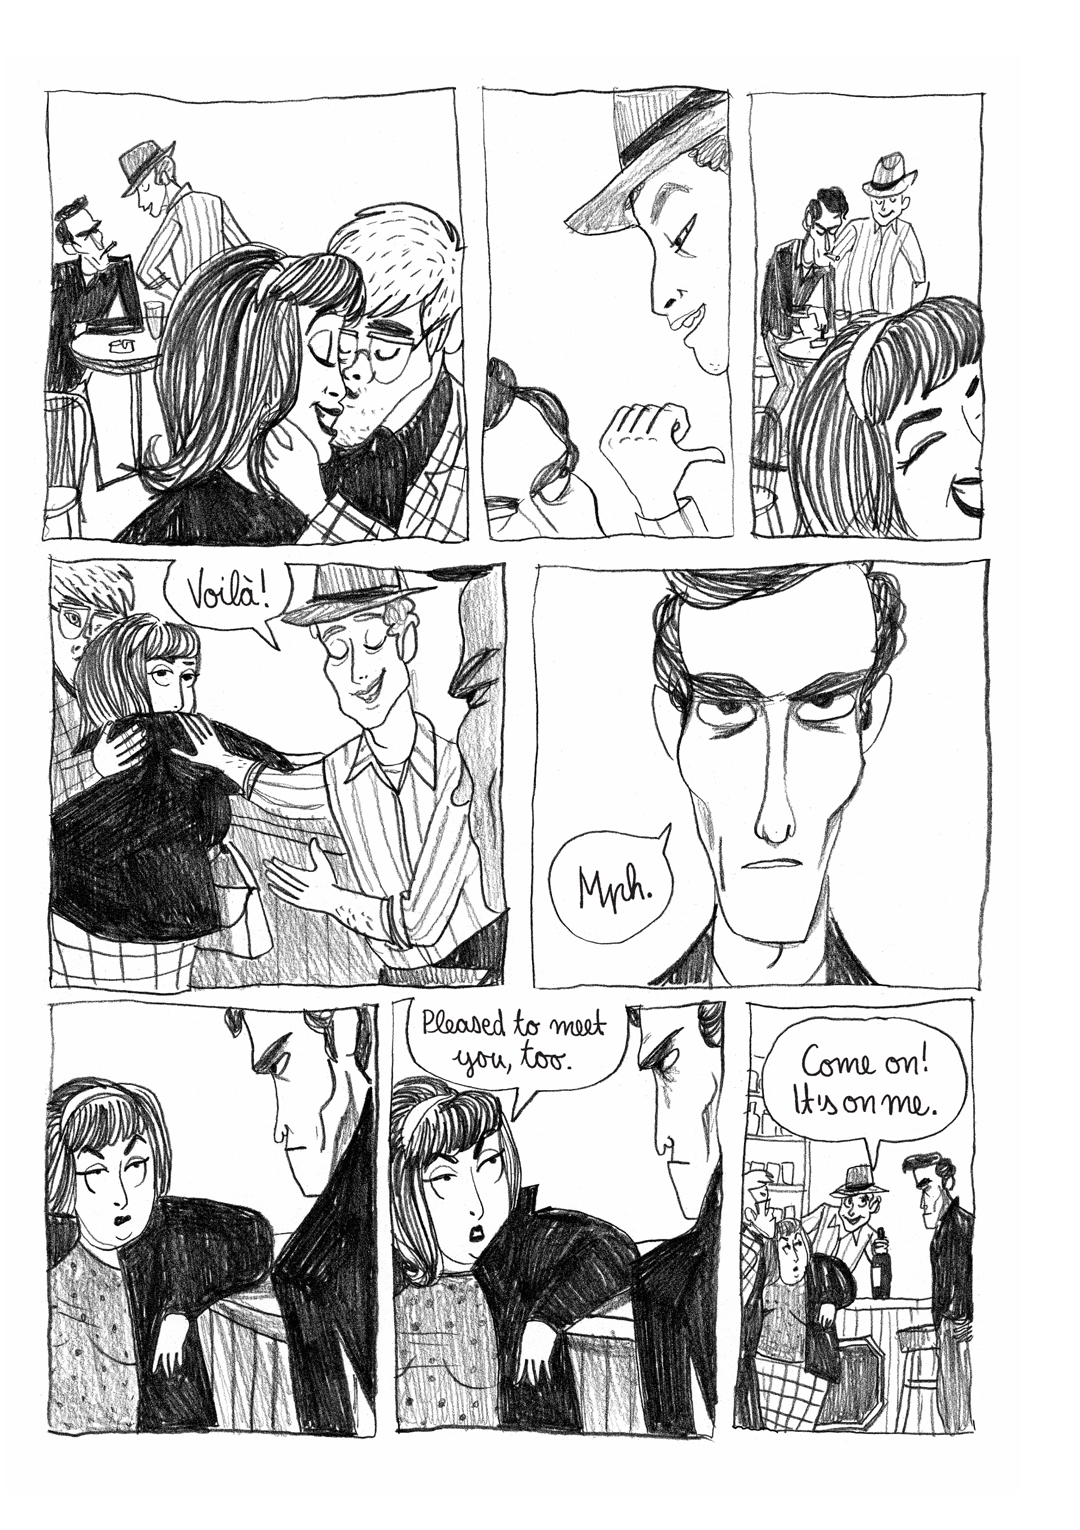 Voilà!
Mph.
Pleased to meet
you, too.
Come on!
It's on me.